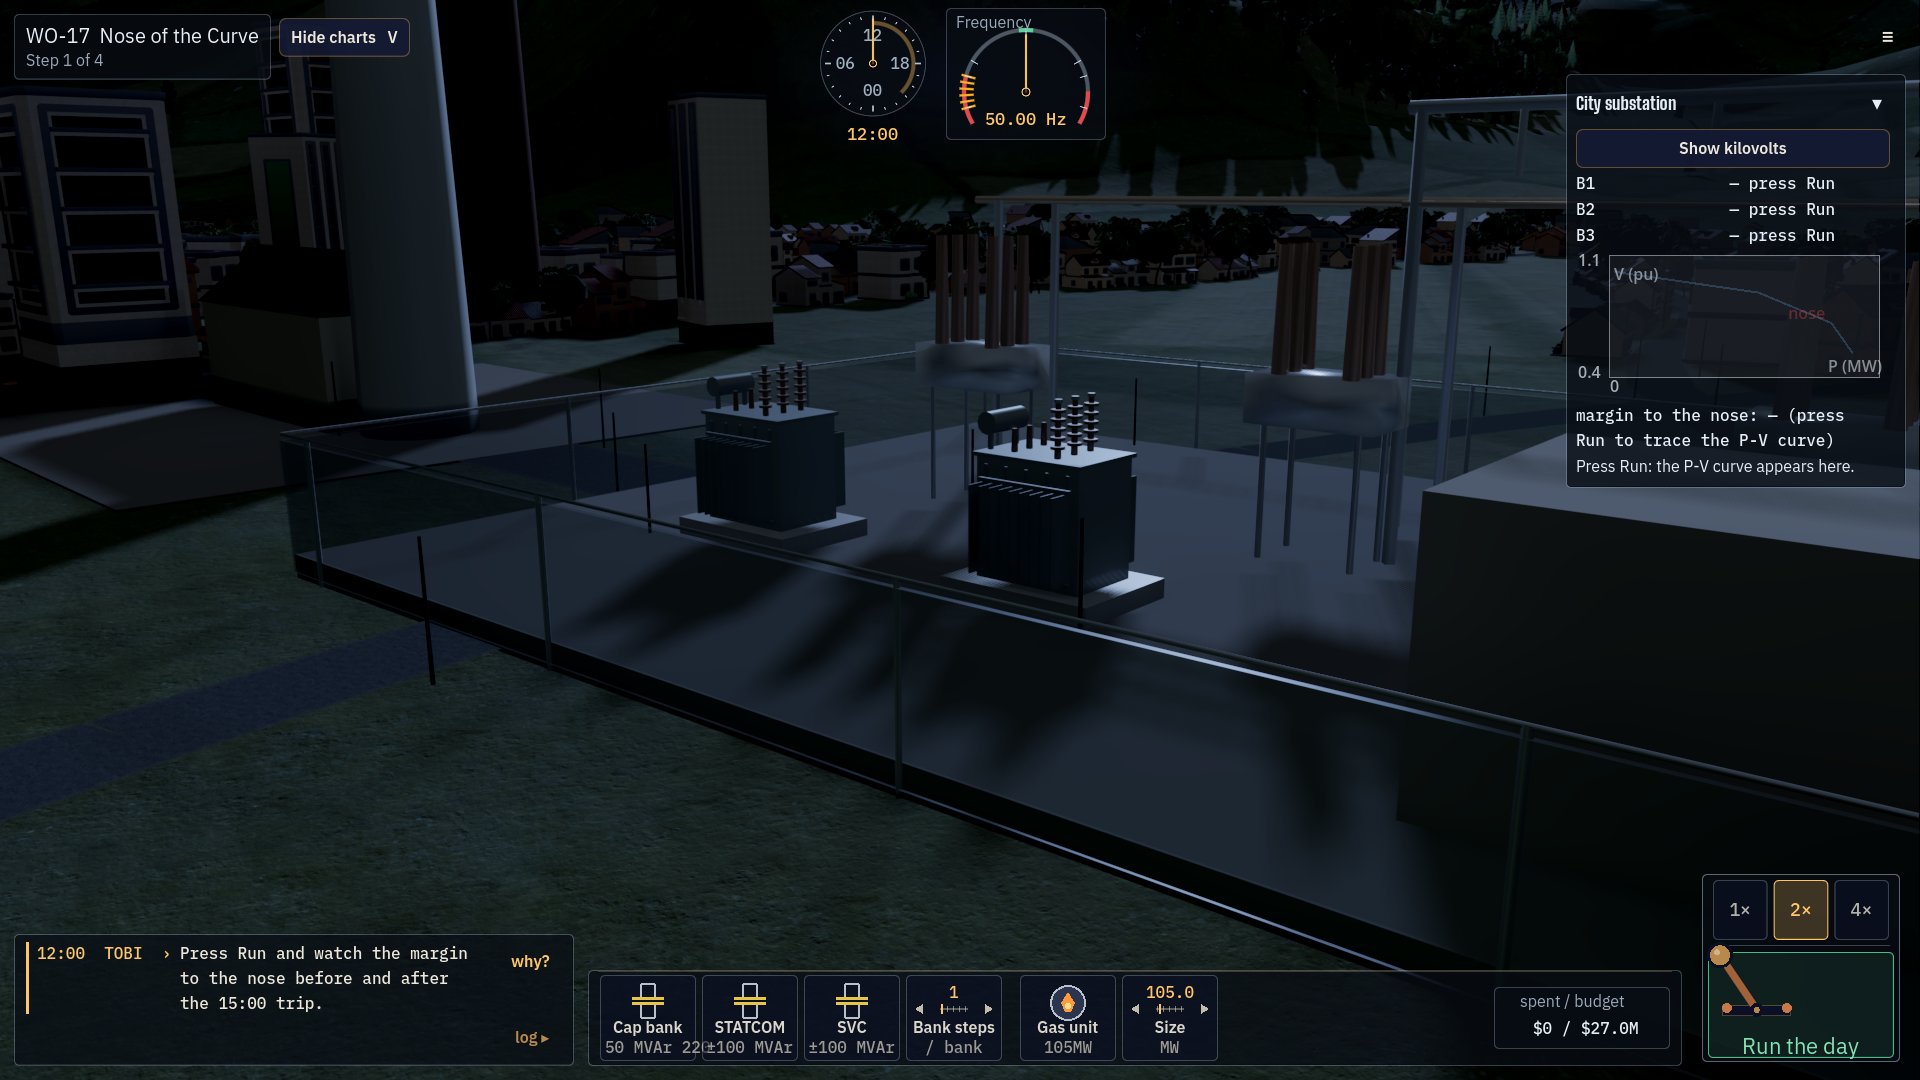 WO-17 Nose of the Curve
Step 1 of 4
Hide charts V
12
06 18
00
12:00
Frequency
50.00 Hz
≡
City substation ▼
Show kilovolts
B1 — press Run
B2 — press Run
B3 — press Run
1.1
V (pu)
nose
P (MW)
0.4
0
margin to the nose: — (press
Run to trace the P-V curve)
Press Run: the P-V curve appears here.
12:00 TOBI › Press Run and watch the margin
to the nose before and after
the 15:00 trip.
why?
log ▸
Cap bank
50 MVAr 220
STATCOM
±100 MVAr
SVC
±100 MVAr
1
Bank steps
/ bank
Gas unit
105MW
105.0
Size
MW
spent / budget
$0 / $27.0M
1× 2× 4×
Run the day